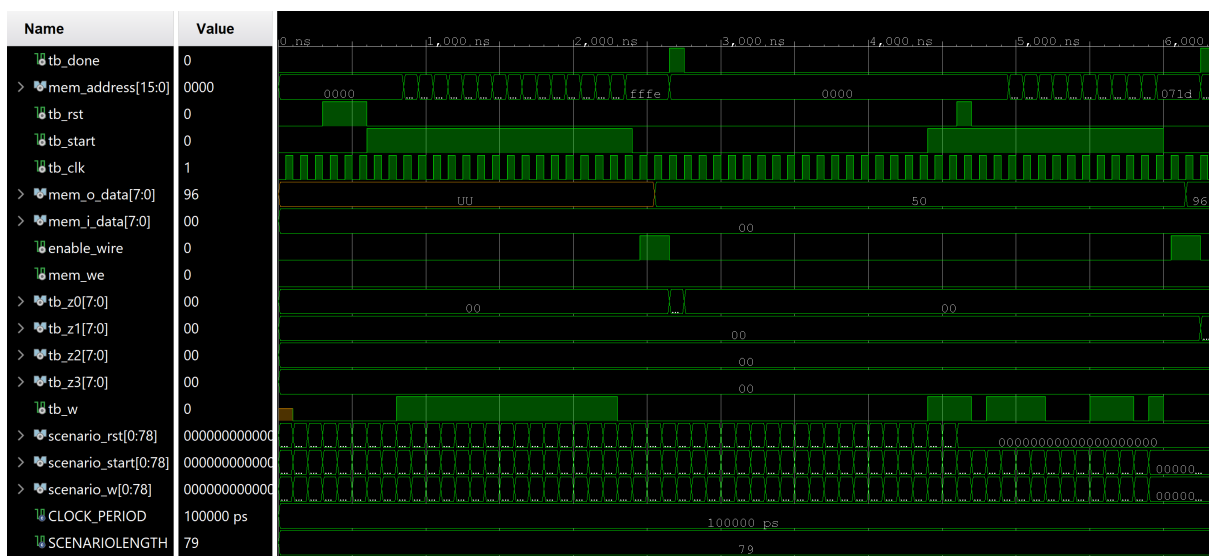 Name Value
0 ns 1,000 ns 2,000 ns 3,000 ns 4,000 ns 5,000 ns 6,000
tb_done 0
mem_address[15:0] 0000 0000 ... fffe 0000 ... 071d
tb_rst 0
tb_start 0
tb_clk 1
mem_o_data[7:0] 96 UU 50 96
mem_i_data[7:0] 00 00
enable_wire 0
mem_we 0
tb_z0[7:0] 00 00 ... 00
tb_z1[7:0] 00 00 ...
tb_z2[7:0] 00 00
tb_z3[7:0] 00 00
tb_w 0
scenario_rst[0:78] 000000000000 ... 000000000000000000000
scenario_start[0:78] 000000000000 ... 00000...
scenario_w[0:78] 000000000000 ... 00000...
CLOCK_PERIOD 100000 ps 100000 ps
SCENARIOLENGTH 79 79